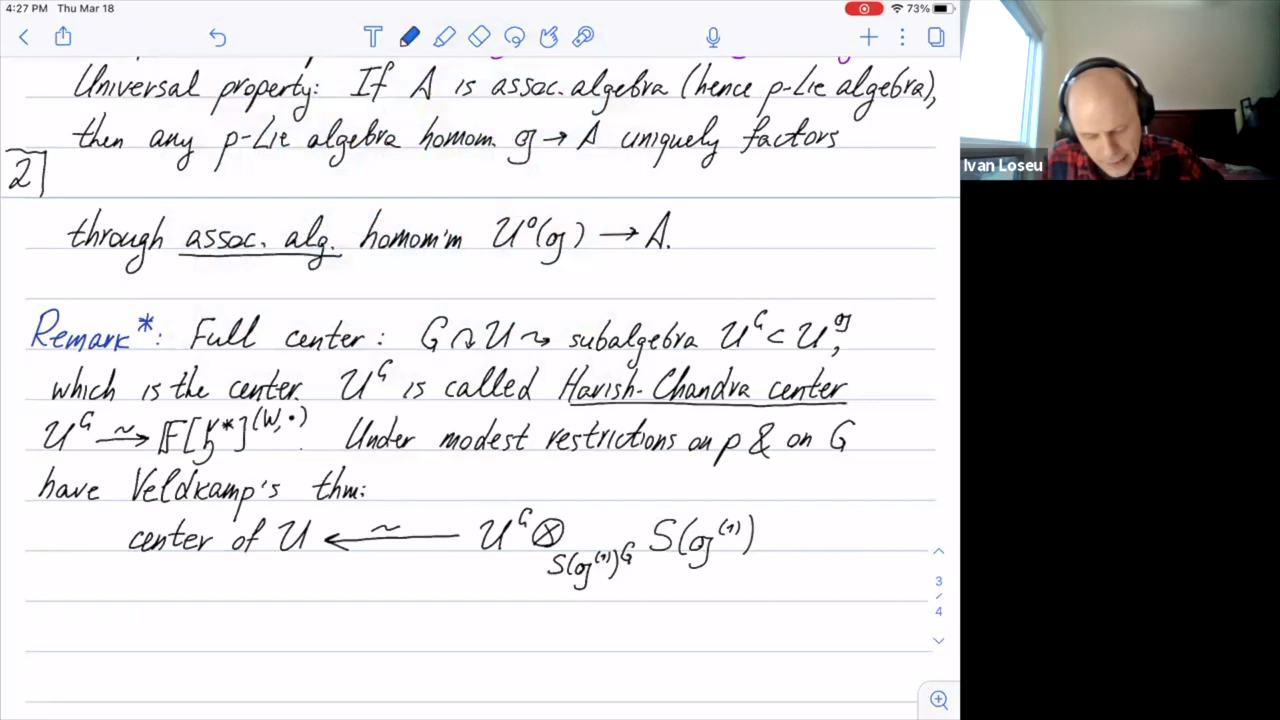 4:27 PM Thu Mar 18
73%
Universal property: If A is assoc. algebra (hence p-Lie algebra),
then any p-Lie algebra homom. 𝔤 → A uniquely factors
2
through assoc. alg. homom'm U⁰(𝔤) → A.
Ivan Loseu
Remark*: Full center: G ↷ U ⇝ subalgebra U^G ⊂ U^𝔤,
which is the center. U^G is called Harish-Chandra center
U^G ⥲ 𝔽[𝔥*]^(W,•). Under modest restrictions on p & on G
have Veldkamp's thm:
center of U ⟵~ U^G ⊗_{S(𝔤^(1))^G} S(𝔤^(1))
3
/
4